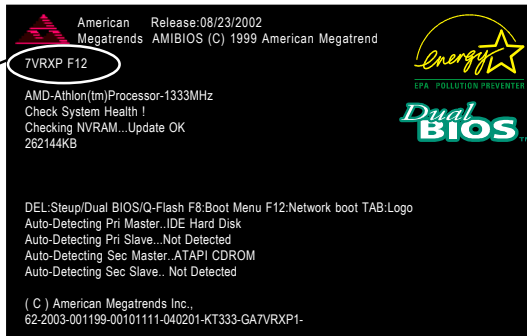 American Release:08/23/2002
Megatrends AMIBIOS (C) 1999 American Megatrend
7VRXP F12
energy
EPA POLLUTION PREVENTER
AMD-Athlon(tm)Processor-1333MHz
Check System Health !
Checking NVRAM...Update OK
262144KB
Dual
BIOS TM
DEL:Steup/Dual BIOS/Q-Flash F8:Boot Menu F12:Network boot TAB:Logo
Auto-Detecting Pri Master..IDE Hard Disk
Auto-Detecting Pri Slave...Not Detected
Auto-Detecting Sec Master..ATAPI CDROM
Auto-Detecting Sec Slave.. Not Detected
( C ) American Megatrends Inc.,
62-2003-001199-00101111-040201-KT333-GA7VRXP1-